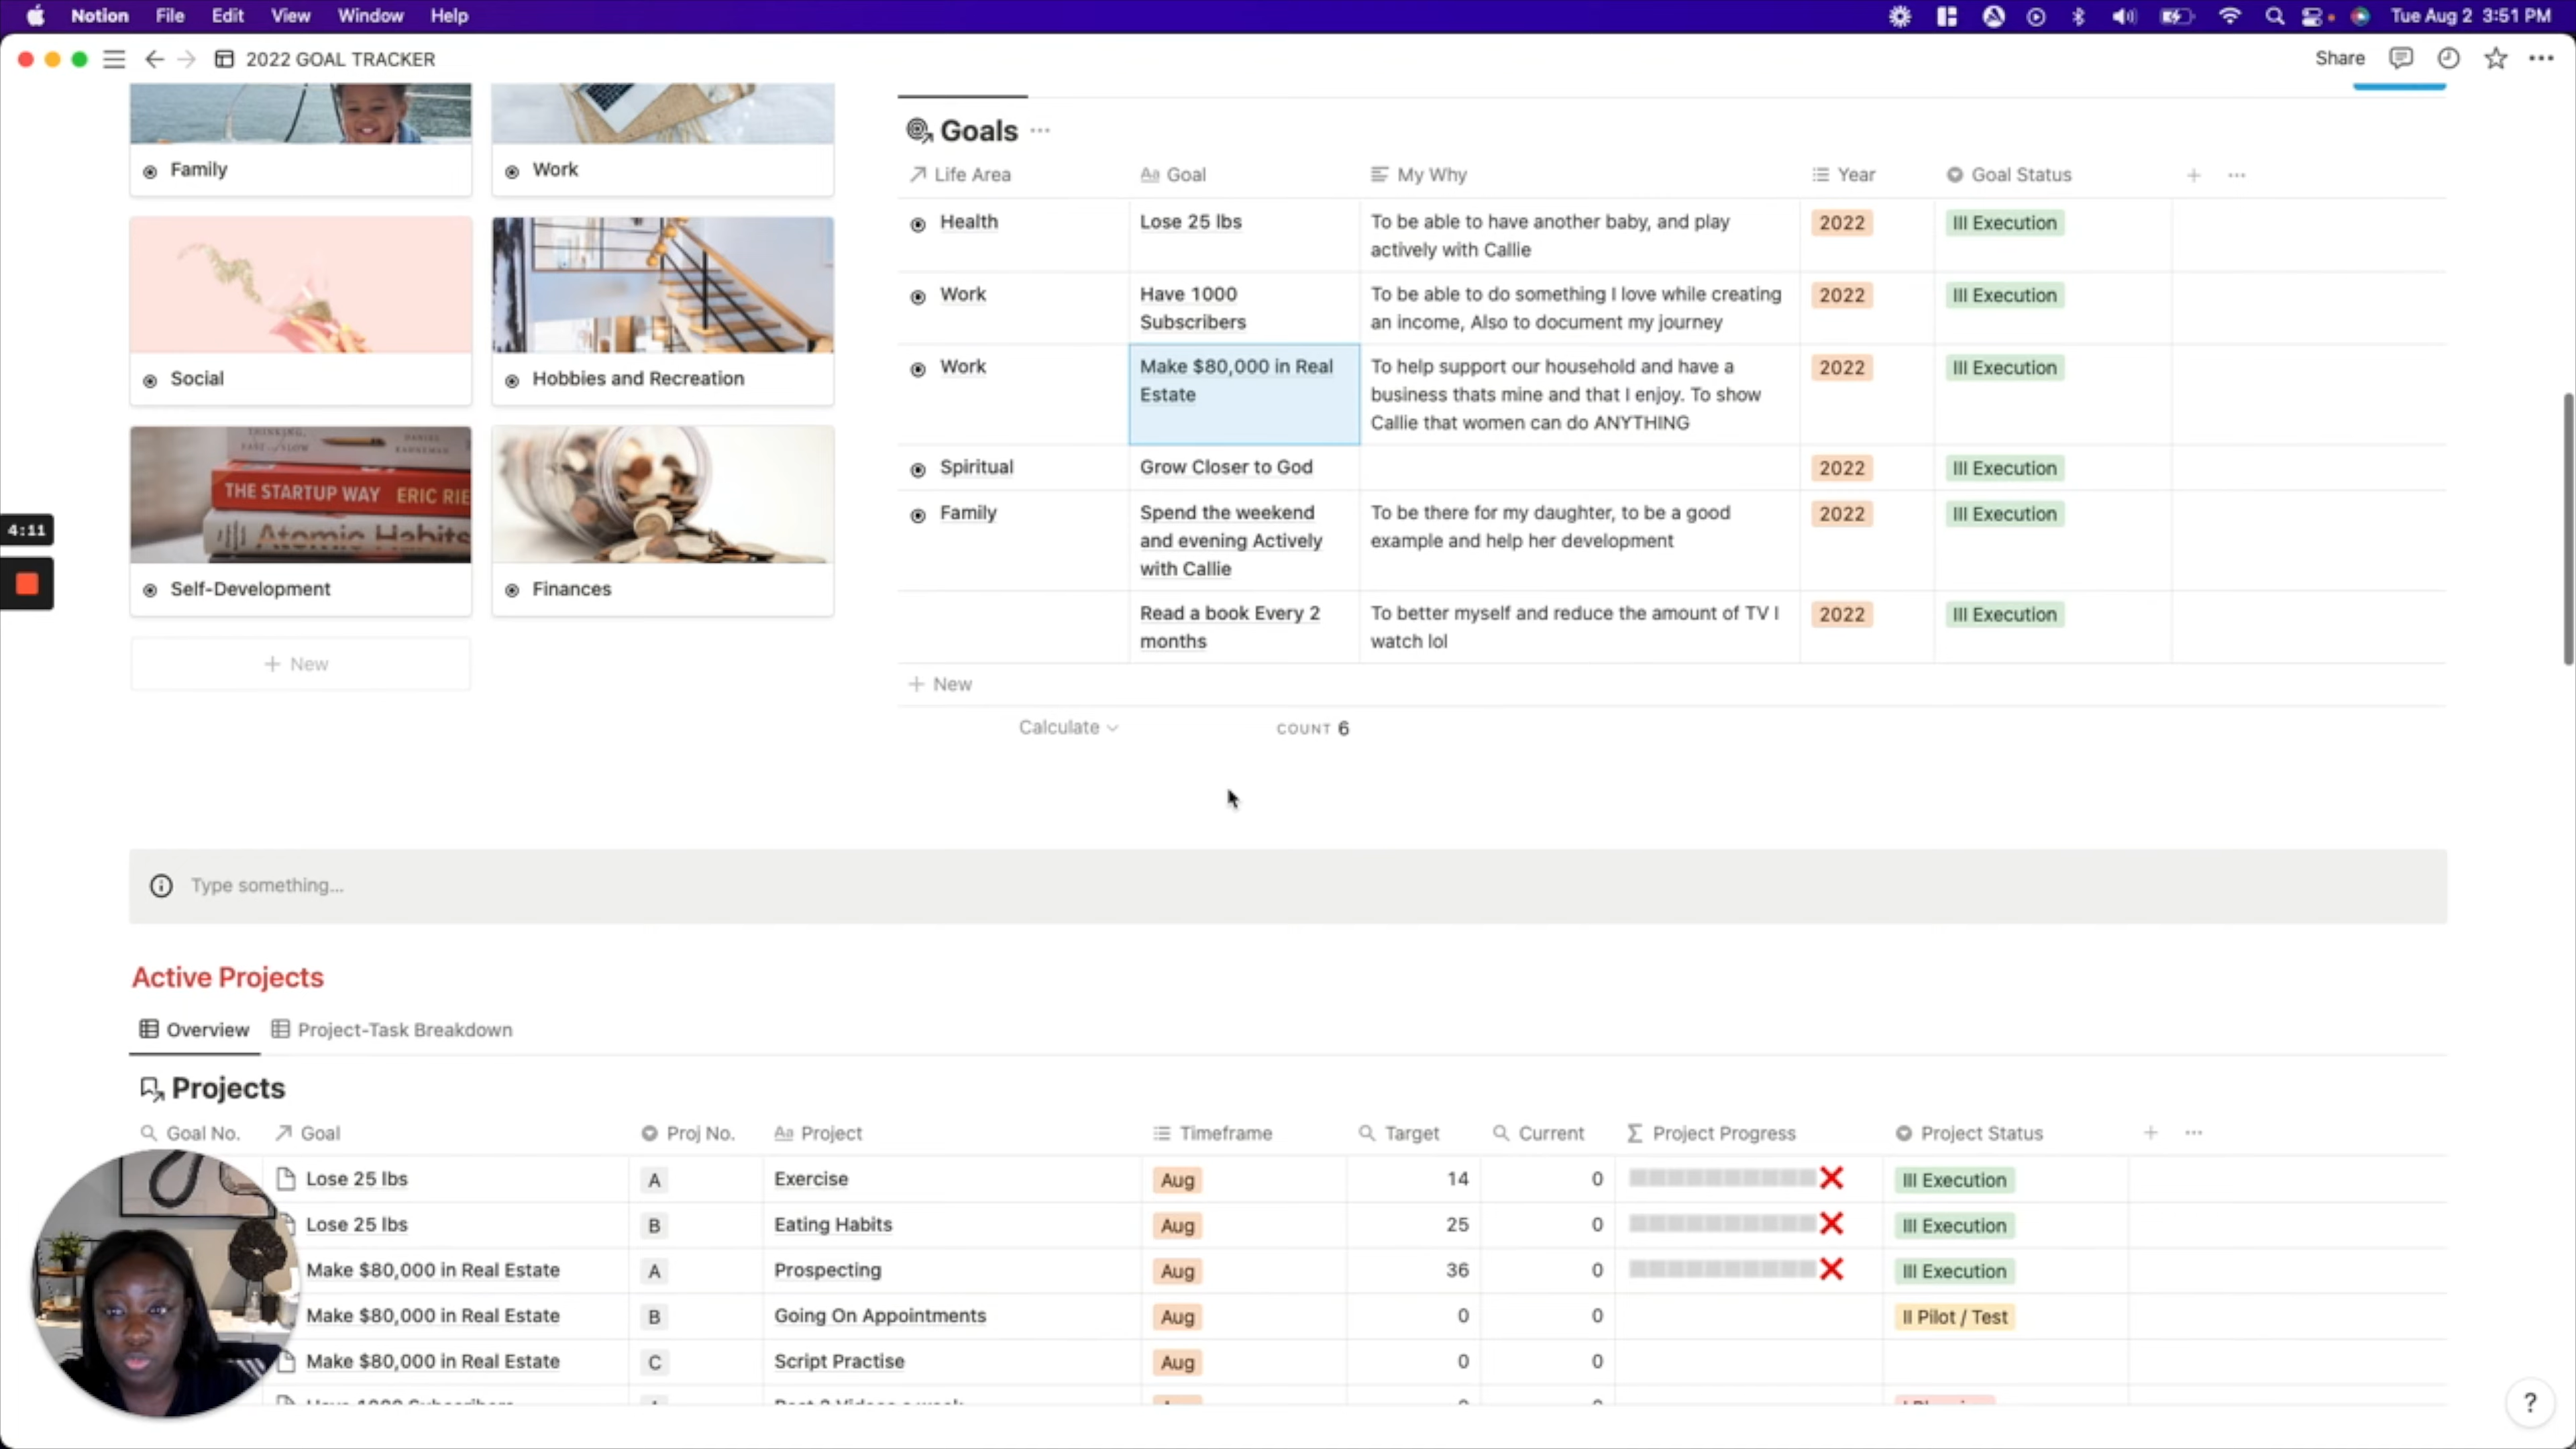 Notion File Edit View Window Help Tue Aug 2 3:51 PM
2022 GOAL TRACKER Share
Family
Work
Social
Hobbies and Recreation
THINKING,
FAST AND SLOW
DANIEL
KAHNEMAN
THE STARTUP WAY ERIC RIE
Atomic Habits
Self-Development
Finances
+ New
4:11
Goals
Life Area Aa Goal My Why Year Goal Status
Health Lose 25 lbs To be able to have another baby, and play 2022 III Execution
actively with Callie
Work Have 1000 To be able to do something I love while creating 2022 III Execution
Subscribers an income, Also to document my journey
Work Make $80,000 in Real To help support our household and have a 2022 III Execution
Estate business thats mine and that I enjoy. To show
Callie that women can do ANYTHING
Spiritual Grow Closer to God 2022 III Execution
Family Spend the weekend To be there for my daughter, to be a good 2022 III Execution
and evening Actively example and help her development
with Callie
Read a book Every 2 To better myself and reduce the amount of TV I 2022 III Execution
months watch lol
+ New
Calculate COUNT 6
Type something...
Active Projects
Overview Project-Task Breakdown
Projects
Goal No. Goal Proj No. Aa Project Timeframe Target Current Σ Project Progress Project Status
Lose 25 lbs A Exercise Aug 14 0 III Execution
Lose 25 lbs B Eating Habits Aug 25 0 III Execution
Make $80,000 in Real Estate A Prospecting Aug 36 0 III Execution
Make $80,000 in Real Estate B Going On Appointments Aug 0 0 II Pilot / Test
Make $80,000 in Real Estate C Script Practise Aug 0 0
?